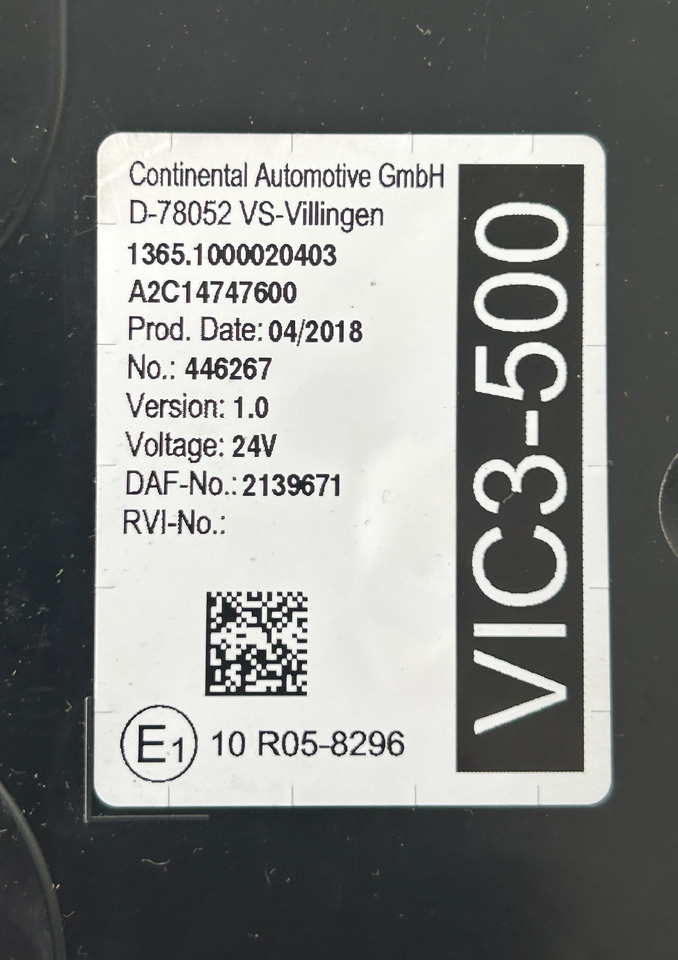 Continental Automotive GmbH
D-78052 VS-Villingen
1365.1000020403
A2C14747600
Prod. Date: 04/2018
No.: 446267
Version: 1.0
Voltage: 24V
DAF-No.: 2139671
RVI-No.:
E1 10 R05-8296
VIC3-500